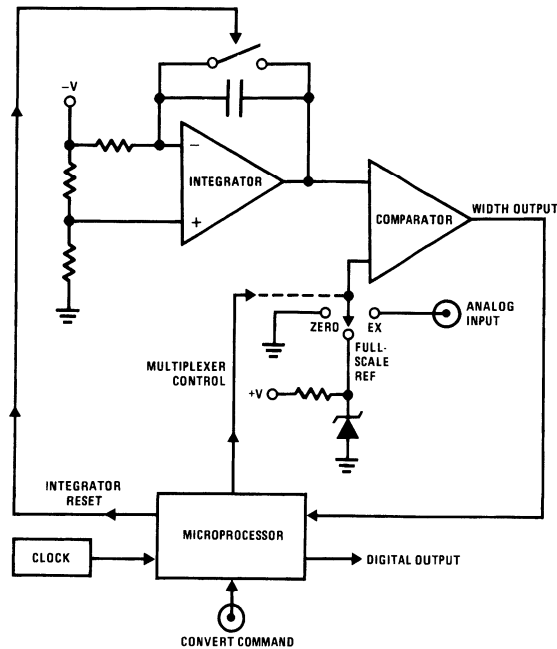 –V
–
INTEGRATOR
+
COMPARATOR
WIDTH OUTPUT
ZERO
EX
ANALOG
INPUT
FULL-
SCALE
REF
MULTIPLEXER
CONTROL
+V
INTEGRATOR
RESET
MICROPROCESSOR
CLOCK
DIGITAL OUTPUT
CONVERT COMMAND